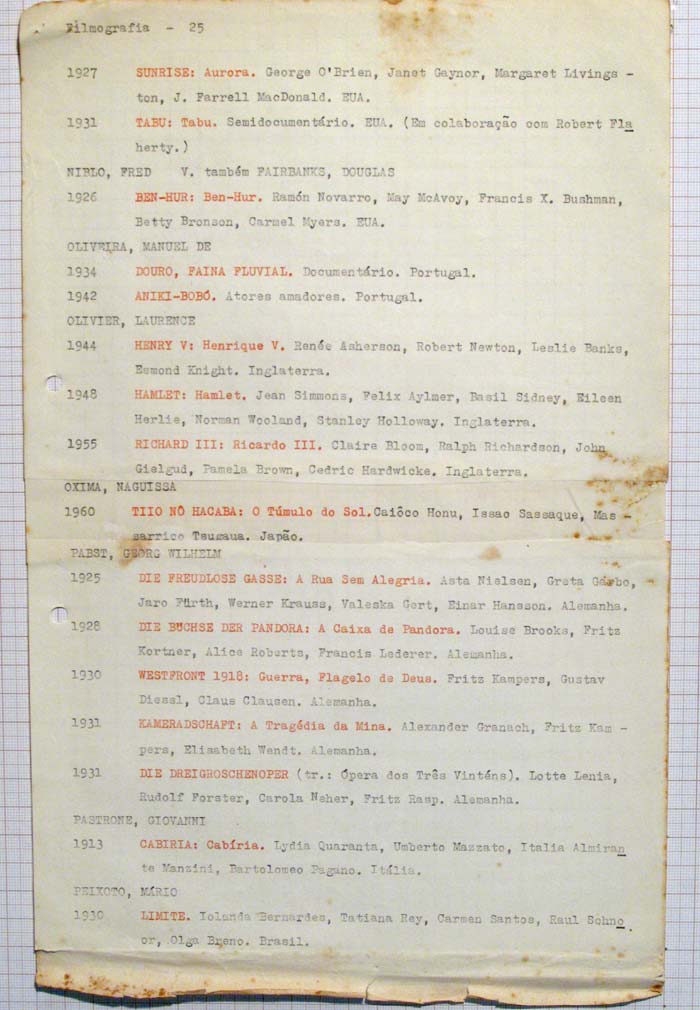 Filmografia - 25
1927 SUNRISE: Aurora. George O'Brien, Janet Gaynor, Margaret Livings -
ton, J. Farrell MacDonald. EUA.
1931 TABU: Tabu. Semidocumentário. EUA. (Em colaboração com Robert Fla
herty.)
NIBLO, FRED V. também FAIRBANKS, DOUGLAS
1926 BEN-HUR: Ben-Hur. Ramón Novarro, May McAvoy, Francis X. Bushman,
Betty Bronson, Carmel Myers. EUA.
OLIVEIRA, MANUEL DE
1934 DOURO, FAINA FLUVIAL. Documentário. Portugal.
1942 ANIKI-BOBÓ. Atores amadores. Portugal.
OLIVIER, LAURENCE
1944 HENRY V: Henrique V. Renée Asherson, Robert Newton, Leslie Banks,
Esmond Knight. Inglaterra.
1948 HAMLET: Hamlet. Jean Simmons, Felix Aylmer, Basil Sidney, Eileen
Herlie, Norman Wooland, Stanley Holloway. Inglaterra.
1955 RICHARD III: Ricardo III. Claire Bloom, Ralph Richardson, John
Gielgud, Pamela Brown, Cedric Hardwicke. Inglaterra.
OXIMA, NAGUISSA
1960 TIIO NÔ HACABA: O Túmulo do Sol. Caiôco Honu, Issao Sassaque, Mas -
sarrico Tsugaua. Japão.
PABST, GEORG WILHELM
1925 DIE FREUDLOSE GASSE: A Rua Sem Alegria. Asta Nielsen, Greta Garbo,
Jaro Fürth, Werner Krauss, Valeska Gert, Einar Hansson. Alemanha.
1928 DIE BÜCHSE DER PANDORA: A Caixa de Pandora. Louise Brooks, Fritz
Kortner, Alice Roberts, Francis Lederer. Alemanha.
1930 WESTFRONT 1918: Guerra, Flagelo de Deus. Fritz Kampers, Gustav
Diessl, Claus Clausen. Alemanha.
1931 KAMERADSCHAFT: A Tragédia da Mina. Alexander Granach, Fritz Kam -
pers, Elisabeth Wendt. Alemanha.
1931 DIE DREIGROSCHENOPER (tr.: Ópera dos Três Vinténs). Lotte Lenia,
Rudolf Forster, Carola Neher, Fritz Rasp. Alemanha.
PASTRONE, GIOVANNI
1913 CABIRIA: Cabíria. Lydia Quaranta, Umberto Mazzato, Italia Almiran
te Manzini, Bartolomeo Pagano. Itália.
PEIXOTO, MÁRIO
1930 LIMITE. Iolanda Bernardes, Tatiana Rey, Carmen Santos, Raul Schno
or, Olga Breno. Brasil.